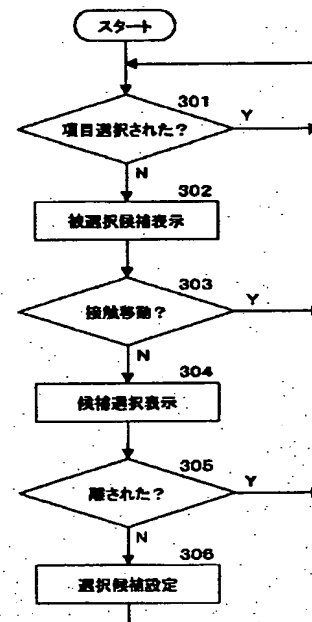 スタート
301
項目選択された？
Y
N
302
被選択候補表示
303
接触移動？
Y
N
304
候補選択表示
305
離された？
Y
N
306
選択候補設定